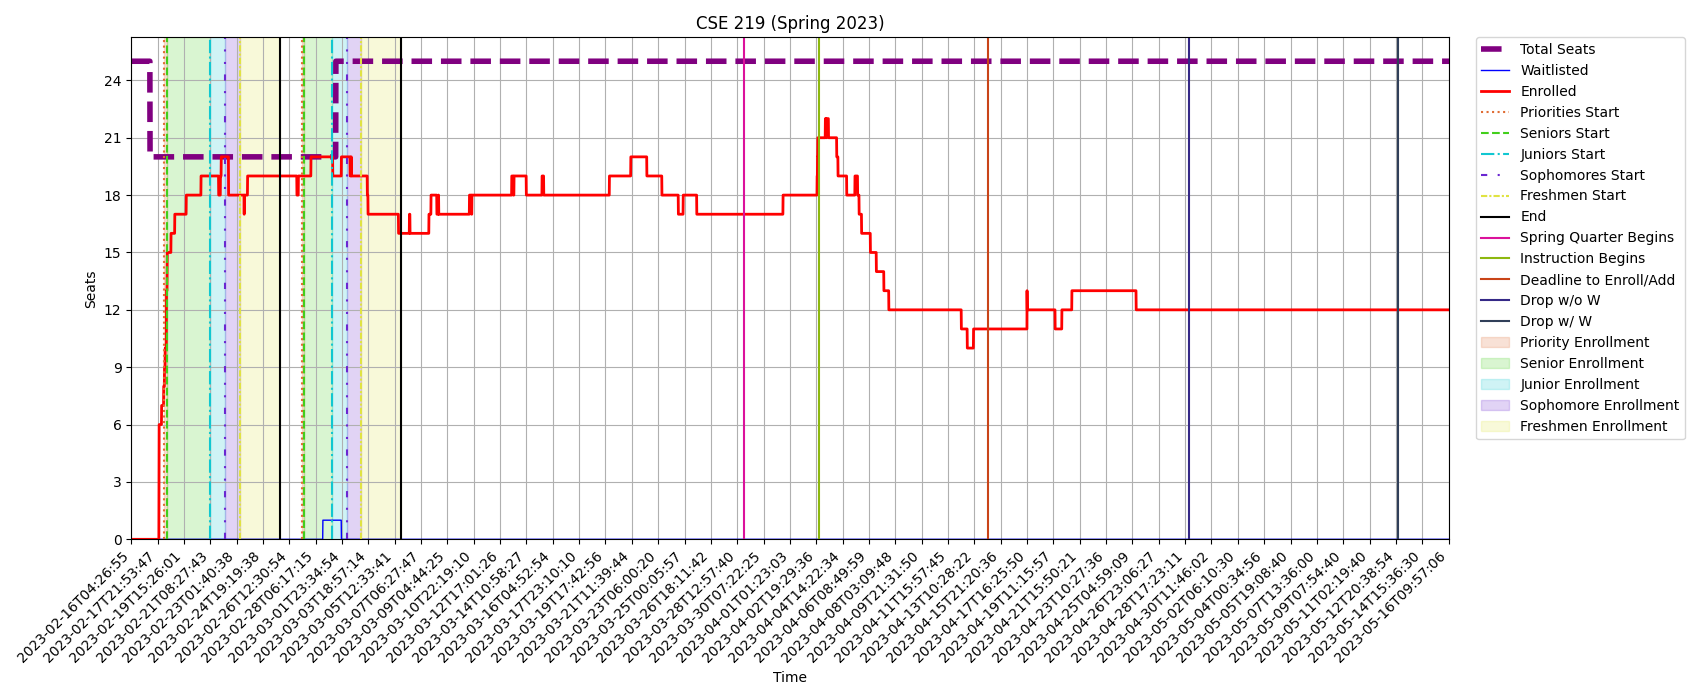 CSE 219 (Spring 2023)
Total Seats
Waitlisted
Enrolled
Priorities Start
Seniors Start
Juniors Start
Sophomores Start
Freshmen Start
End
Spring Quarter Begins
Instruction Begins
Deadline to Enroll/Add
Drop w/o W
Drop w/ W
Priority Enrollment
Senior Enrollment
Junior Enrollment
Sophomore Enrollment
Freshmen Enrollment
Seats
24
21
18
15
12
9
6
3
0
2023-02-16T04:26:53
2023-02-17T21:53:47
2023-02-19T15:26:01
2023-02-21T08:27:43
2023-02-23T01:40:38
2023-02-24T19:19:38
2023-02-26T12:30:54
2023-02-28T06:17:15
2023-03-01T23:34:54
2023-03-03T18:57:14
2023-03-05T12:33:41
2023-03-07T06:27:47
2023-03-09T04:44:25
2023-03-10T22:19:10
2023-03-12T17:01:26
2023-03-14T10:58:27
2023-03-16T04:52:54
2023-03-17T23:10:10
2023-03-19T17:42:56
2023-03-21T11:39:44
2023-03-23T06:00:20
2023-03-25T00:05:57
2023-03-26T18:11:42
2023-03-28T12:57:40
2023-03-30T07:22:25
2023-04-01T01:23:03
2023-04-02T19:29:36
2023-04-04T14:22:34
2023-04-06T08:49:59
2023-04-08T03:09:48
2023-04-09T21:31:50
2023-04-11T15:57:45
2023-04-13T10:28:22
2023-04-15T21:20:36
2023-04-17T16:25:50
2023-04-19T11:15:57
2023-04-21T15:50:21
2023-04-23T10:27:36
2023-04-25T04:59:09
2023-04-26T23:06:27
2023-04-28T17:23:11
2023-04-30T11:46:02
2023-05-02T06:10:30
2023-05-04T00:34:56
2023-05-05T19:08:40
2023-05-07T13:36:00
2023-05-09T07:54:40
2023-05-11T02:19:40
2023-05-12T20:38:54
2023-05-14T15:36:30
2023-05-16T09:57:06
Time